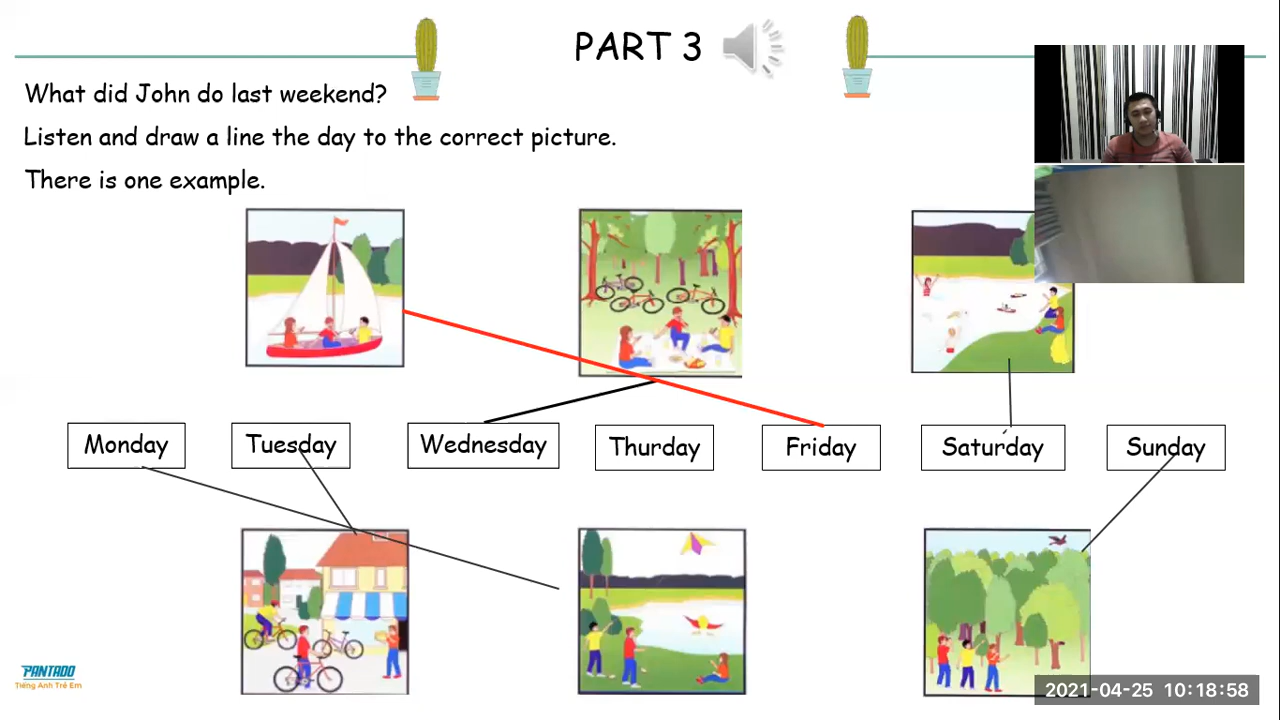 PART 3
What did John do last weekend?
Listen and draw a line the day to the correct picture.
There is one example.
Monday
Tuesday
Wednesday
Thurday
Friday
Saturday
Sunday
PANTADO
Tiếng Anh Trẻ Em
2021-04-25 10:18:58